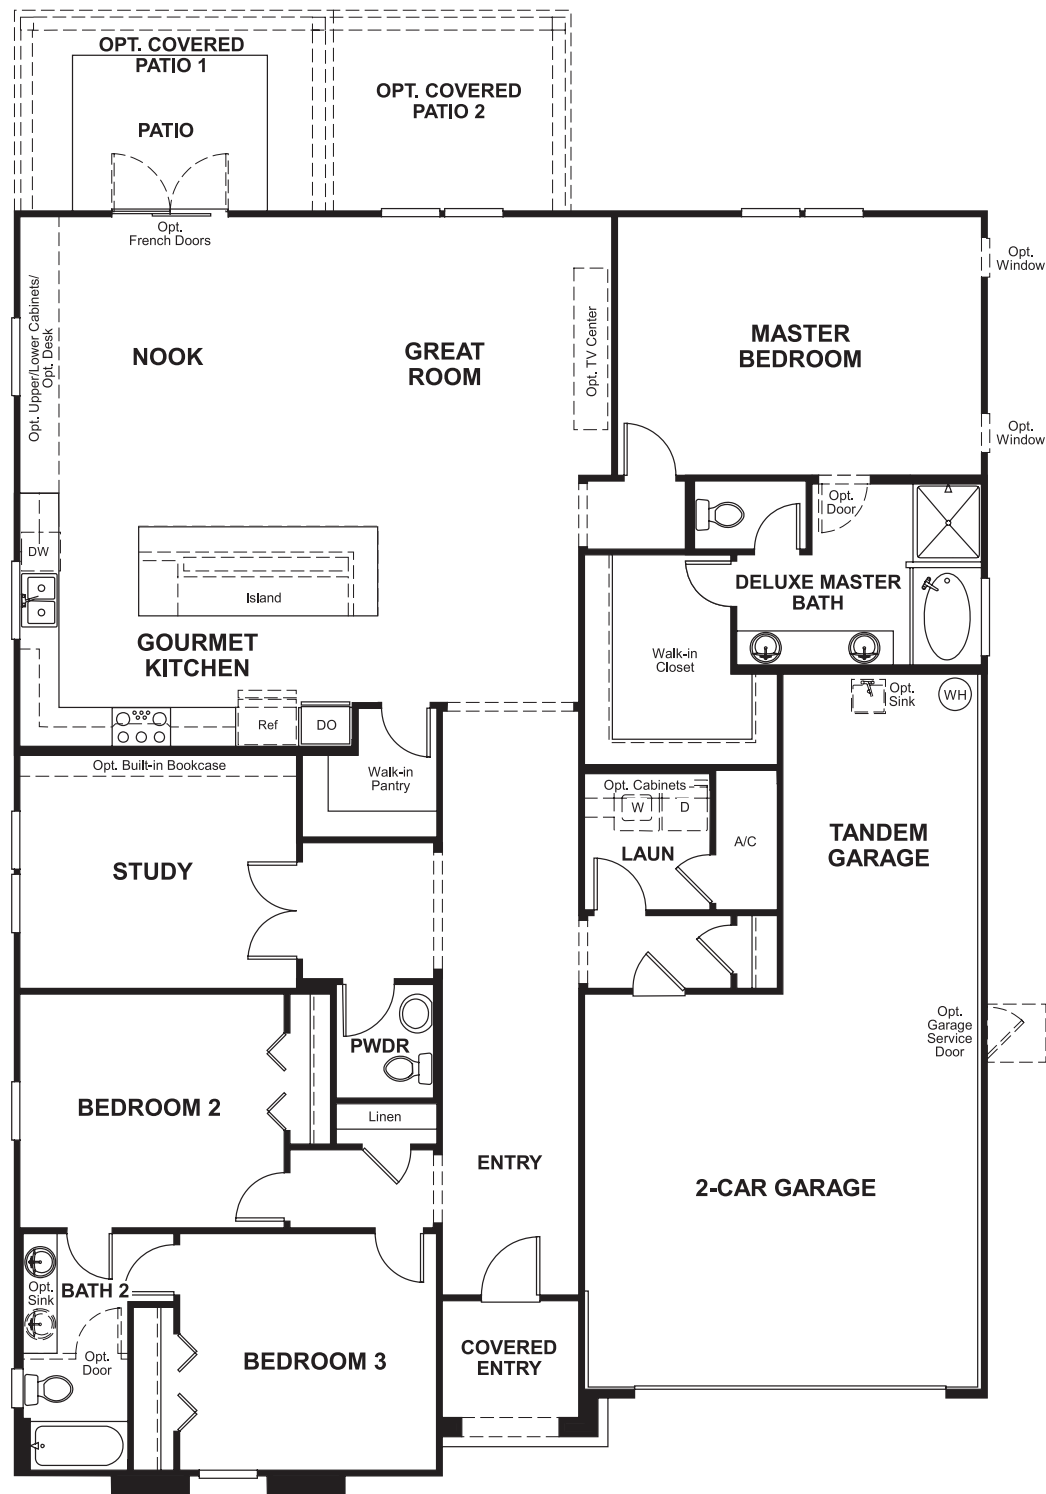 OPT. COVERED
PATIO 1
OPT. COVERED
PATIO 2
PATIO
Opt.
French Doors
Opt.
Window
Opt. Upper/Lower Cabinets/
Opt. Desk
NOOK
GREAT
ROOM
Opt. TV Center
MASTER
BEDROOM
Opt.
Window
Opt.
Door
DW
Island
DELUXE MASTER
BATH
GOURMET
KITCHEN
Walk-in
Closet
Opt.
Sink
WH
Ref
DO
Opt. Built-in Bookcase
Walk-in
Pantry
Opt. Cabinets
W
D
A/C
LAUN
TANDEM
GARAGE
STUDY
Opt.
Garage
Service
Door
PWDR
BEDROOM 2
Linen
ENTRY
2-CAR GARAGE
Opt.
Sink
BATH 2
Opt.
Door
BEDROOM 3
COVERED
ENTRY